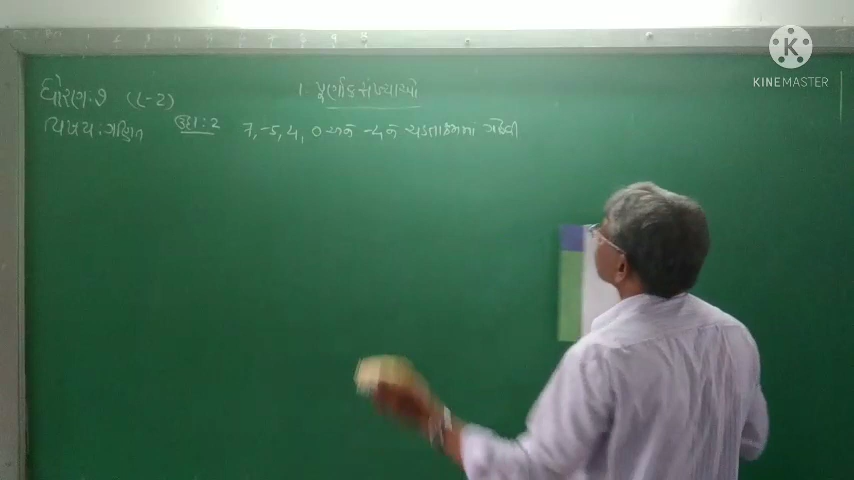 ધોરણ : ૭ (L-2)
1. પૂર્ણાંક સંખ્યાઓ
વિષય : ગણિત
ઉદા : 2 7, -5, 4, 0 અને -4 ને ચડતાક્રમમાં ગોઠવો
KINEMASTER